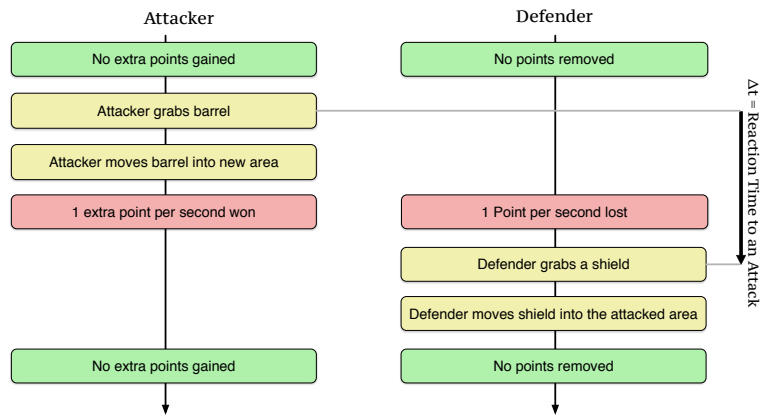 Attacker
Defender
No extra points gained
No points removed
Attacker grabs barrel
Attacker moves barrel into new area
1 extra point per second won
1 Point per second lost
Defender grabs a shield
Defender moves shield into the attacked area
No extra points gained
No points removed
Δt = Reaction Time to an Attack